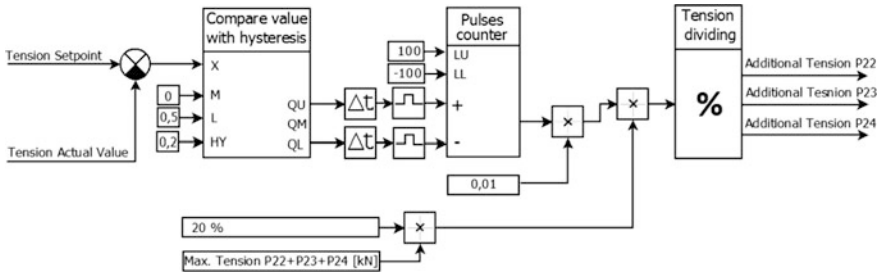 Compare value
with hysteresis
Pulses
counter
Tension
dividing
Tension Setpoint
X
100
LU
-100
LL
Additional Tension P22
0
M
QU
Δt
+
×
×
%
Additional Tesnion P23
0,5
L
QM
Additional Tension P24
0,2
HY
QL
Δt
-
Tension Actual Value
0,01
20 %
×
Max. Tension P22+P23+P24 [kN]